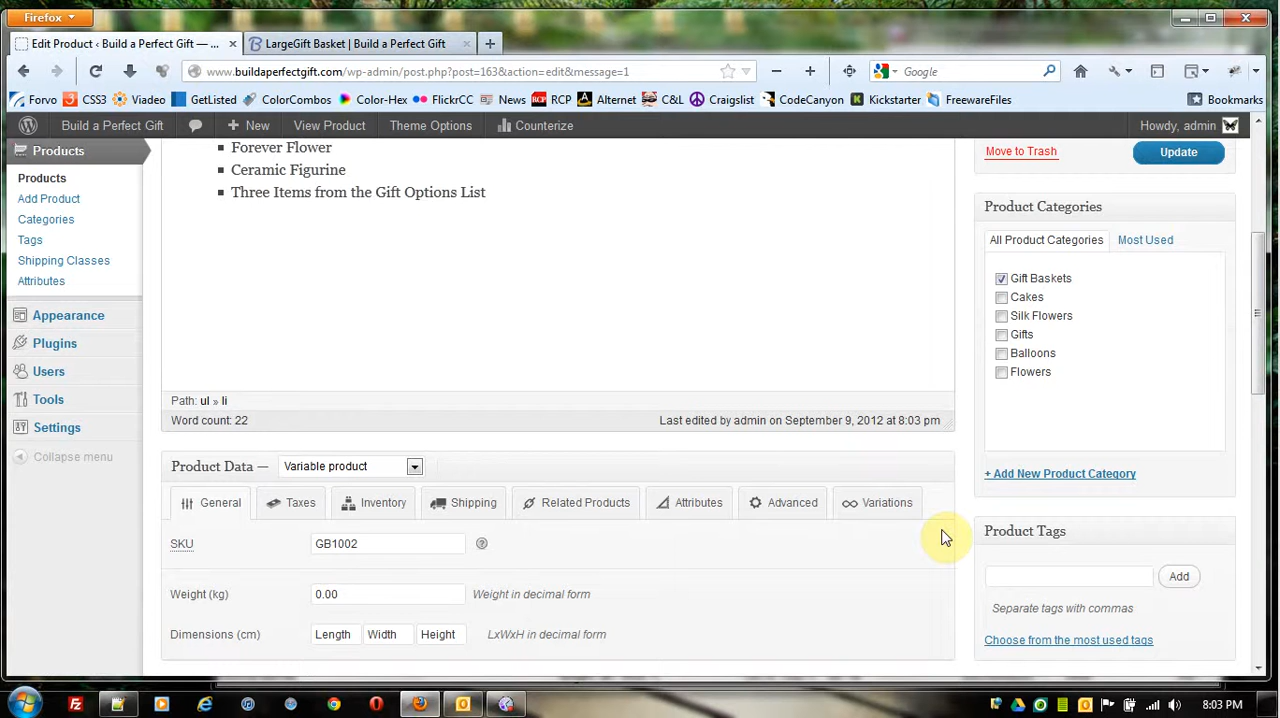 Firefox
Edit Product ‹ Build a Perfect Gift — ...
LargeGift Basket | Build a Perfect Gift
www.buildaperfectgift.com/wp-admin/post.php?post=163&action=edit&message=1
Google
Forvo CSS3 Viadeo GetListed ColorCombos Color-Hex FlickrCC News RCP Alternet C&L Craigslist CodeCanyon Kickstarter FreewareFiles Bookmarks
Build a Perfect Gift New View Product Theme Options Counterize Howdy, admin
Products
Products
Add Product
Categories
Tags
Shipping Classes
Attributes
Appearance
Plugins
Users
Tools
Settings
Collapse menu
Forever Flower
Ceramic Figurine
Three Items from the Gift Options List
Path: ul » li
Word count: 22 Last edited by admin on September 9, 2012 at 8:03 pm
Product Data — Variable product
General Taxes Inventory Shipping Related Products Attributes Advanced Variations
SKU GB1002
Weight (kg) 0.00 Weight in decimal form
Dimensions (cm) Length Width Height LxWxH in decimal form
Move to Trash Update
Product Categories
All Product Categories Most Used
Gift Baskets
Cakes
Silk Flowers
Gifts
Balloons
Flowers
+ Add New Product Category
Product Tags
Add
Separate tags with commas
Choose from the most used tags
8:03 PM